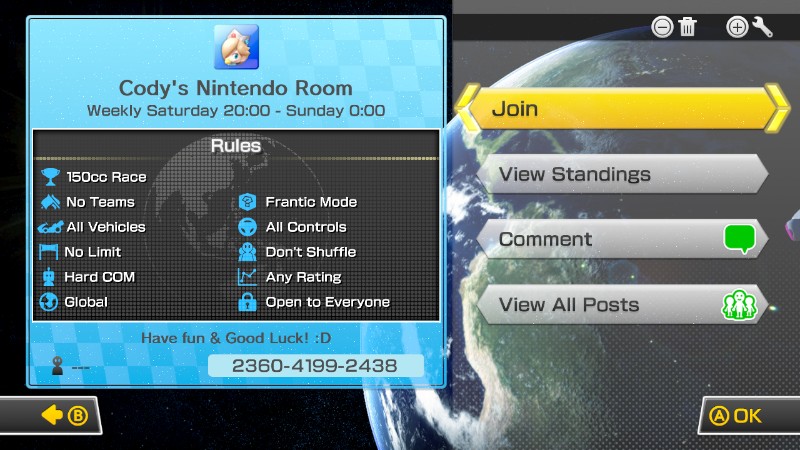 Cody's Nintendo Room
Weekly Saturday 20:00 - Sunday 0:00
Rules
150cc Race
No Teams
Frantic Mode
All Vehicles
All Controls
No Limit
Don't Shuffle
Hard COM
Any Rating
Global
Open to Everyone
Have fun & Good Luck! :D
---
2360-4199-2438
Join
View Standings
Comment
View All Posts
B
A OK